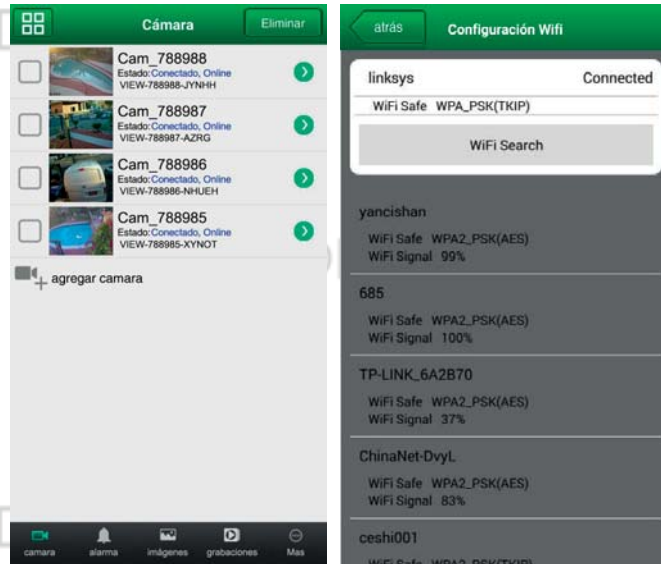 Cámara
Eliminar
Cam_788988
Estado:Conectado, Online
VIEW-788988-JYNHH
Cam_788987
Estado:Conectado, Online
VIEW-788987-AZRG
Cam_788986
Estado:Conectado, Online
VIEW-788986-NHUEH
Cam_788985
Estado:Conectado, Online
VIEW-788985-XYNOT
agregar camara
camara
alarma
imágenes
grabaciones
Mas
atrás
Configuración Wifi
linksys
Connected
WiFi Safe WPA_PSK(TKIP)
WiFi Search
yancishan
WiFi Safe WPA2_PSK(AES)
WiFi Signal 99%
685
WiFi Safe WPA2_PSK(AES)
WiFi Signal 100%
TP-LINK_6A2B70
WiFi Safe WPA2_PSK(AES)
WiFi Signal 37%
ChinaNet-DvyL
WiFi Safe WPA2_PSK(AES)
WiFi Signal 83%
ceshi001
WiFi Safe WPA2_PSK(TKIP)